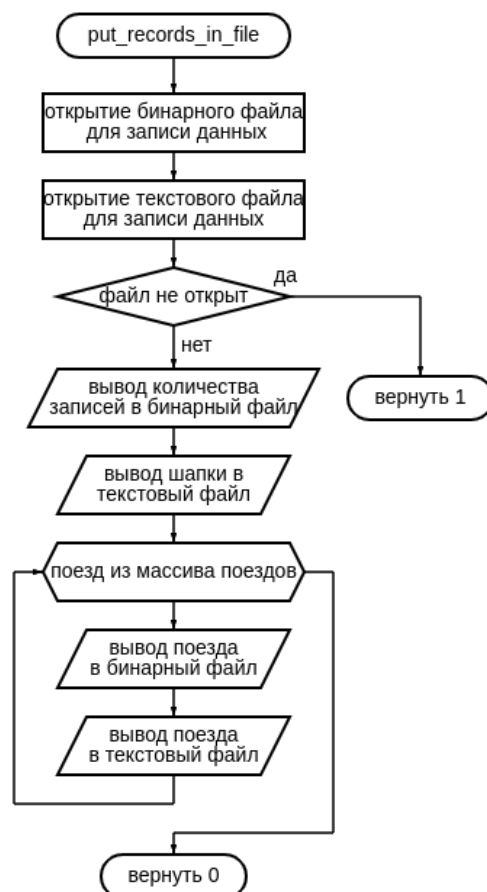 put_records_in_file
открытие бинарного файла
для записи данных
открытие текстового файла
для записи данных
да
файл не открыт
нет
вывод количества
записей в бинарный файл
вернуть 1
вывод шапки в
текстовый файл
поезд из массива поездов
вывод поезда
в бинарный файл
вывод поезда
в текстовый файл
вернуть 0